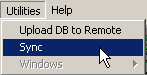 Utilities Help
Upload DB to Remote
Sync
Windows